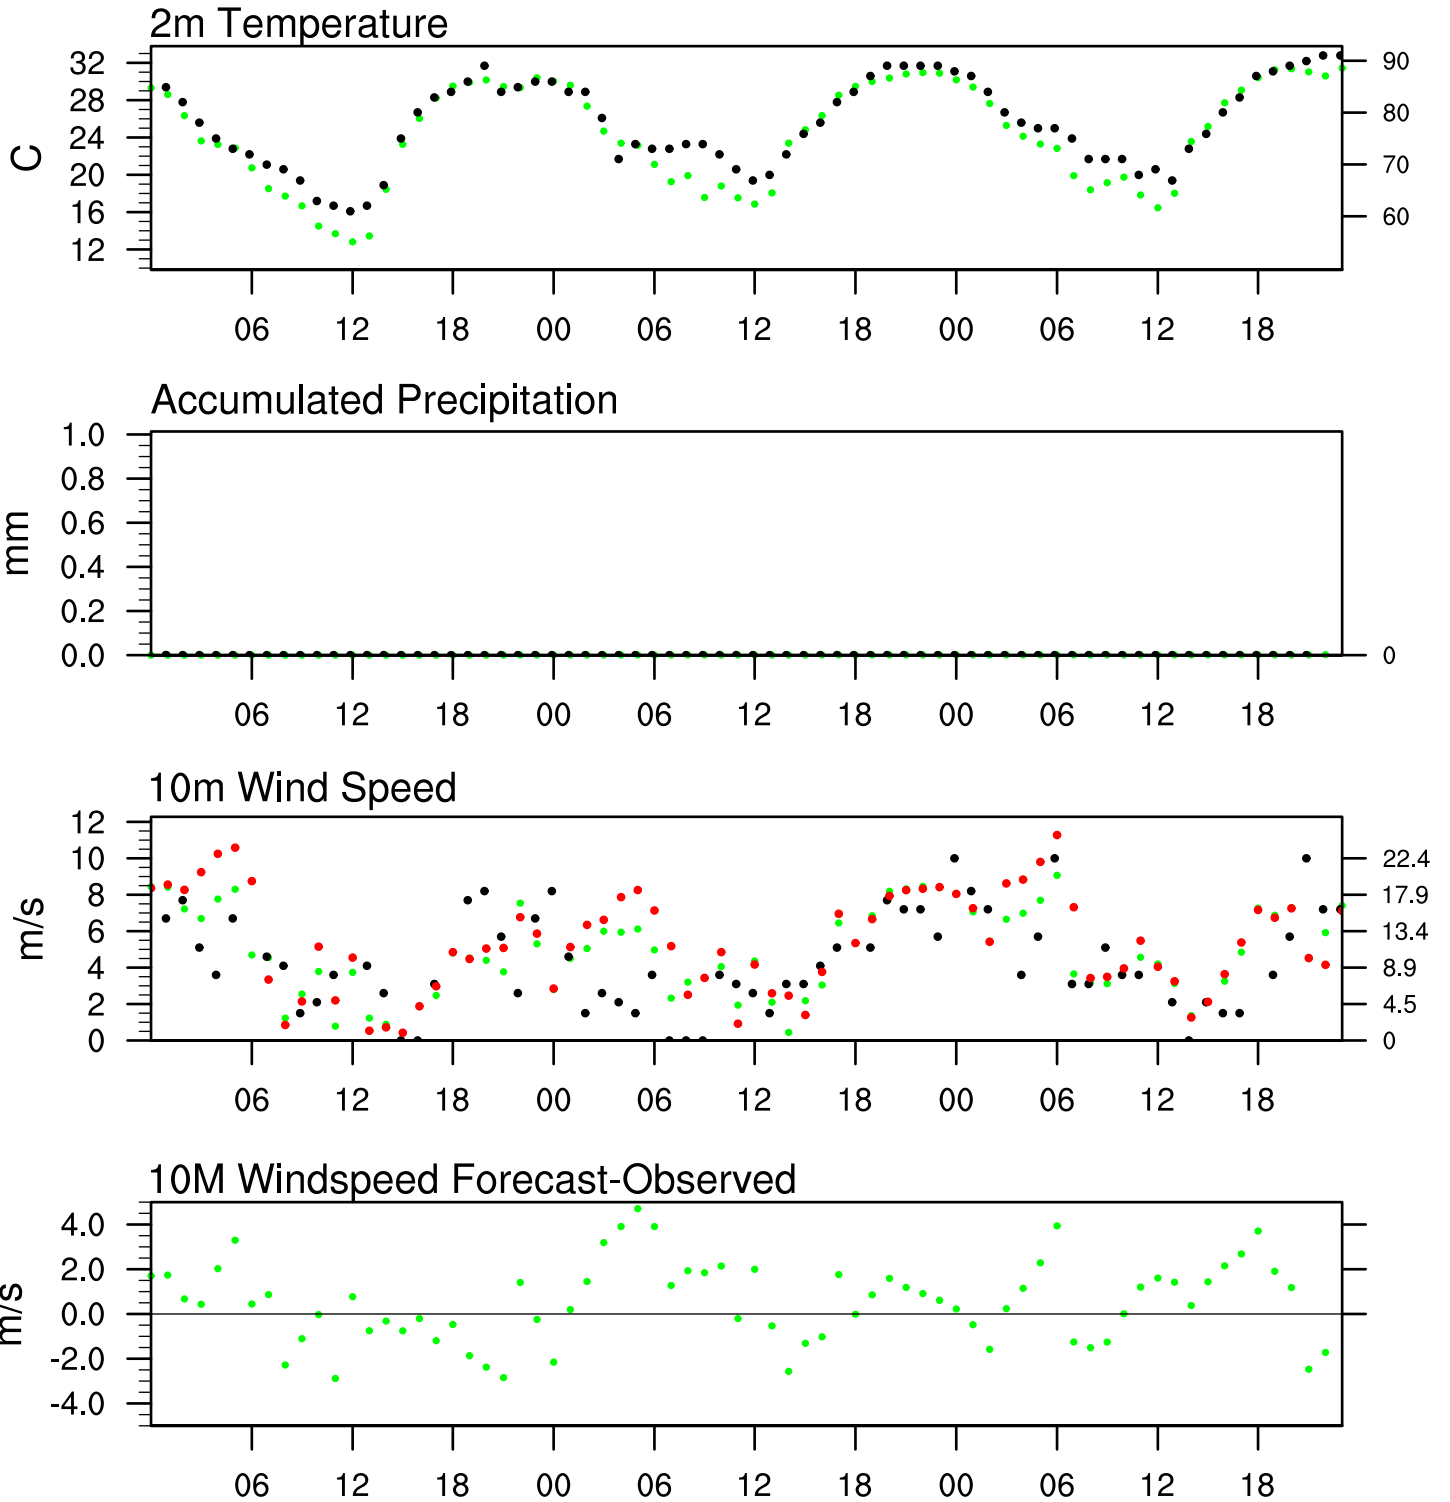 2m Temperature
32
28
24
20
16
12
C
90
80
70
60
06 12 18 00 06 12 18 00 06 12 18
Accumulated Precipitation
1.0
0.8
0.6
0.4
0.2
0.0
mm
0
06 12 18 00 06 12 18 00 06 12 18
10m Wind Speed
12
10
8
6
4
2
0
m/s
22.4
17.9
13.4
8.9
4.5
0
06 12 18 00 06 12 18 00 06 12 18
10M Windspeed Forecast-Observed
4.0
2.0
0.0
-2.0
-4.0
m/s
06 12 18 00 06 12 18 00 06 12 18